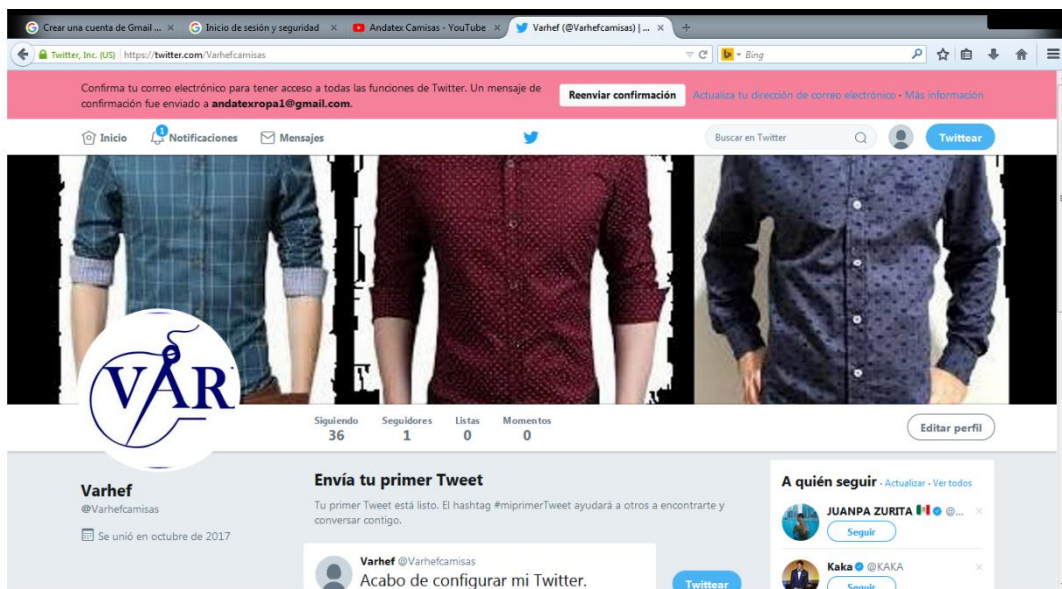 Crear una cuenta de Gmail ...
Inicio de sesión y seguridad
Andatex Camisas - YouTube
Varhef (@Varhefcamisas) | ...
Twitter, Inc. (US) https://twitter.com/Varhefcamisas
Bing
Confirma tu correo electrónico para tener acceso a todas las funciones de Twitter. Un mensaje de
confirmación fue enviado a andatexropa1@gmail.com.
Reenviar confirmación
Actualiza tu dirección de correo electrónico · Más información
Inicio
1
Notificaciones
Mensajes
Buscar en Twitter
Twittear
VAR
Siguiendo Seguidores Listas Momentos
36 1 0 0
Editar perfil
Varhef
@Varhefcamisas
Se unió en octubre de 2017
Envía tu primer Tweet
Tu primer Tweet está listo. El hashtag #miprimerTweet ayudará a otros a encontrarte y
conversar contigo.
Varhef @Varhefcamisas
Acabo de configurar mi Twitter.
Twittear
A quién seguir · Actualizar · Ver todos
JUANPA ZURITA @...
Seguir
Kaka @KAKA
Seguir